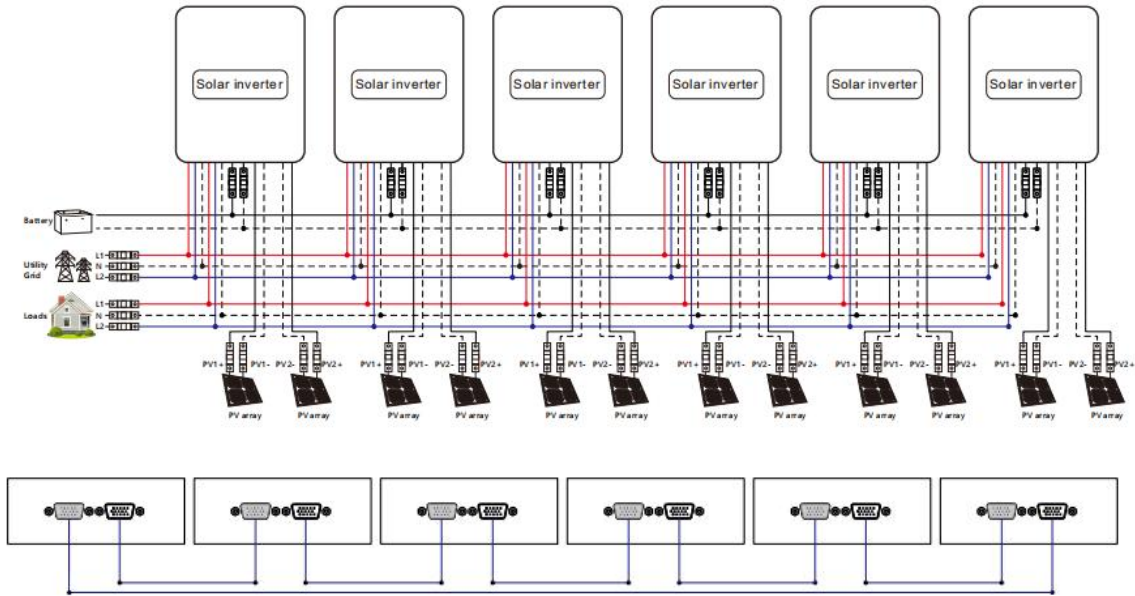 Solar inverter Solar inverter Solar inverter Solar inverter Solar inverter Solar inverter
Battery
L1
Utility N
Grid L2
L1
Loads N
L2
PV1+ PV1- PV2- PV2+ PV1+ PV1- PV2- PV2+ PV1+ PV1- PV2- PV2+ PV1+ PV1- PV2- PV2+ PV1+ PV1- PV2- PV2+ PV1+ PV1- PV2- PV2+
PV array PV array PV array PV array PV array PV array PV array PV array PV array PV array PV array PV array